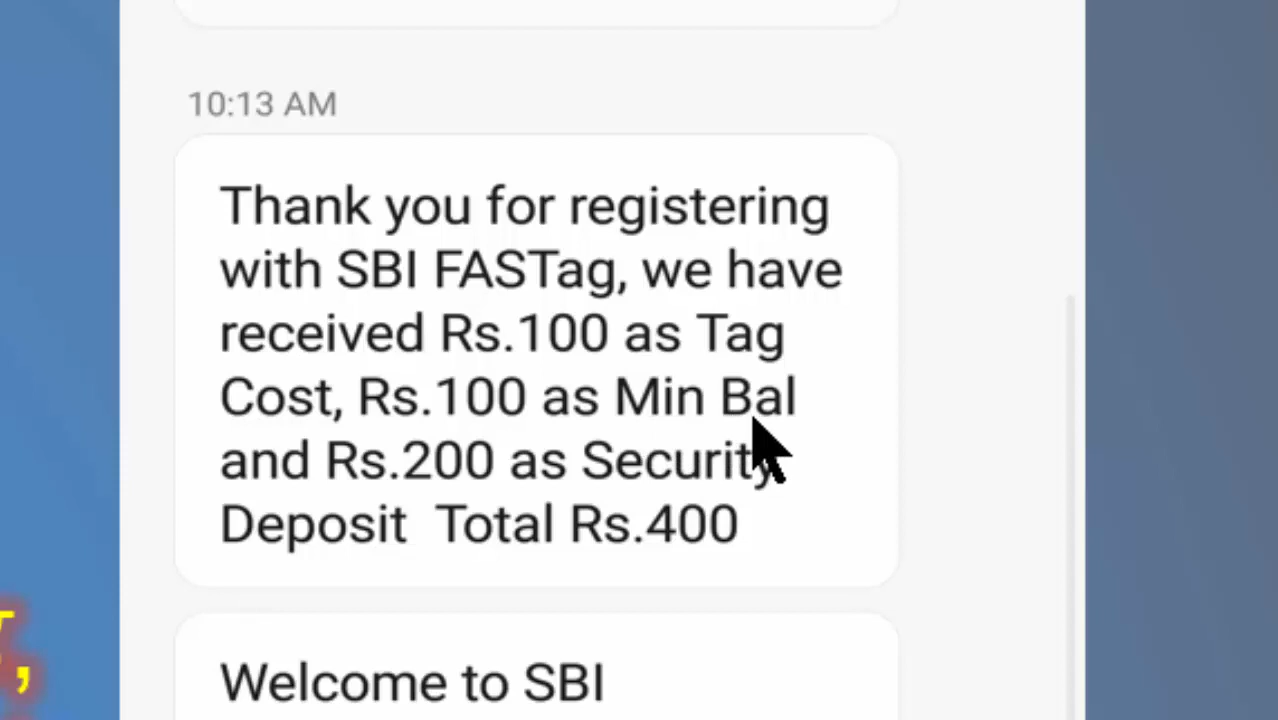 10:13 AM
Thank you for registering
with SBI FASTag, we have
received Rs.100 as Tag
Cost, Rs.100 as Min Bal
and Rs.200 as Security
Deposit  Total Rs.400
Welcome to SBI